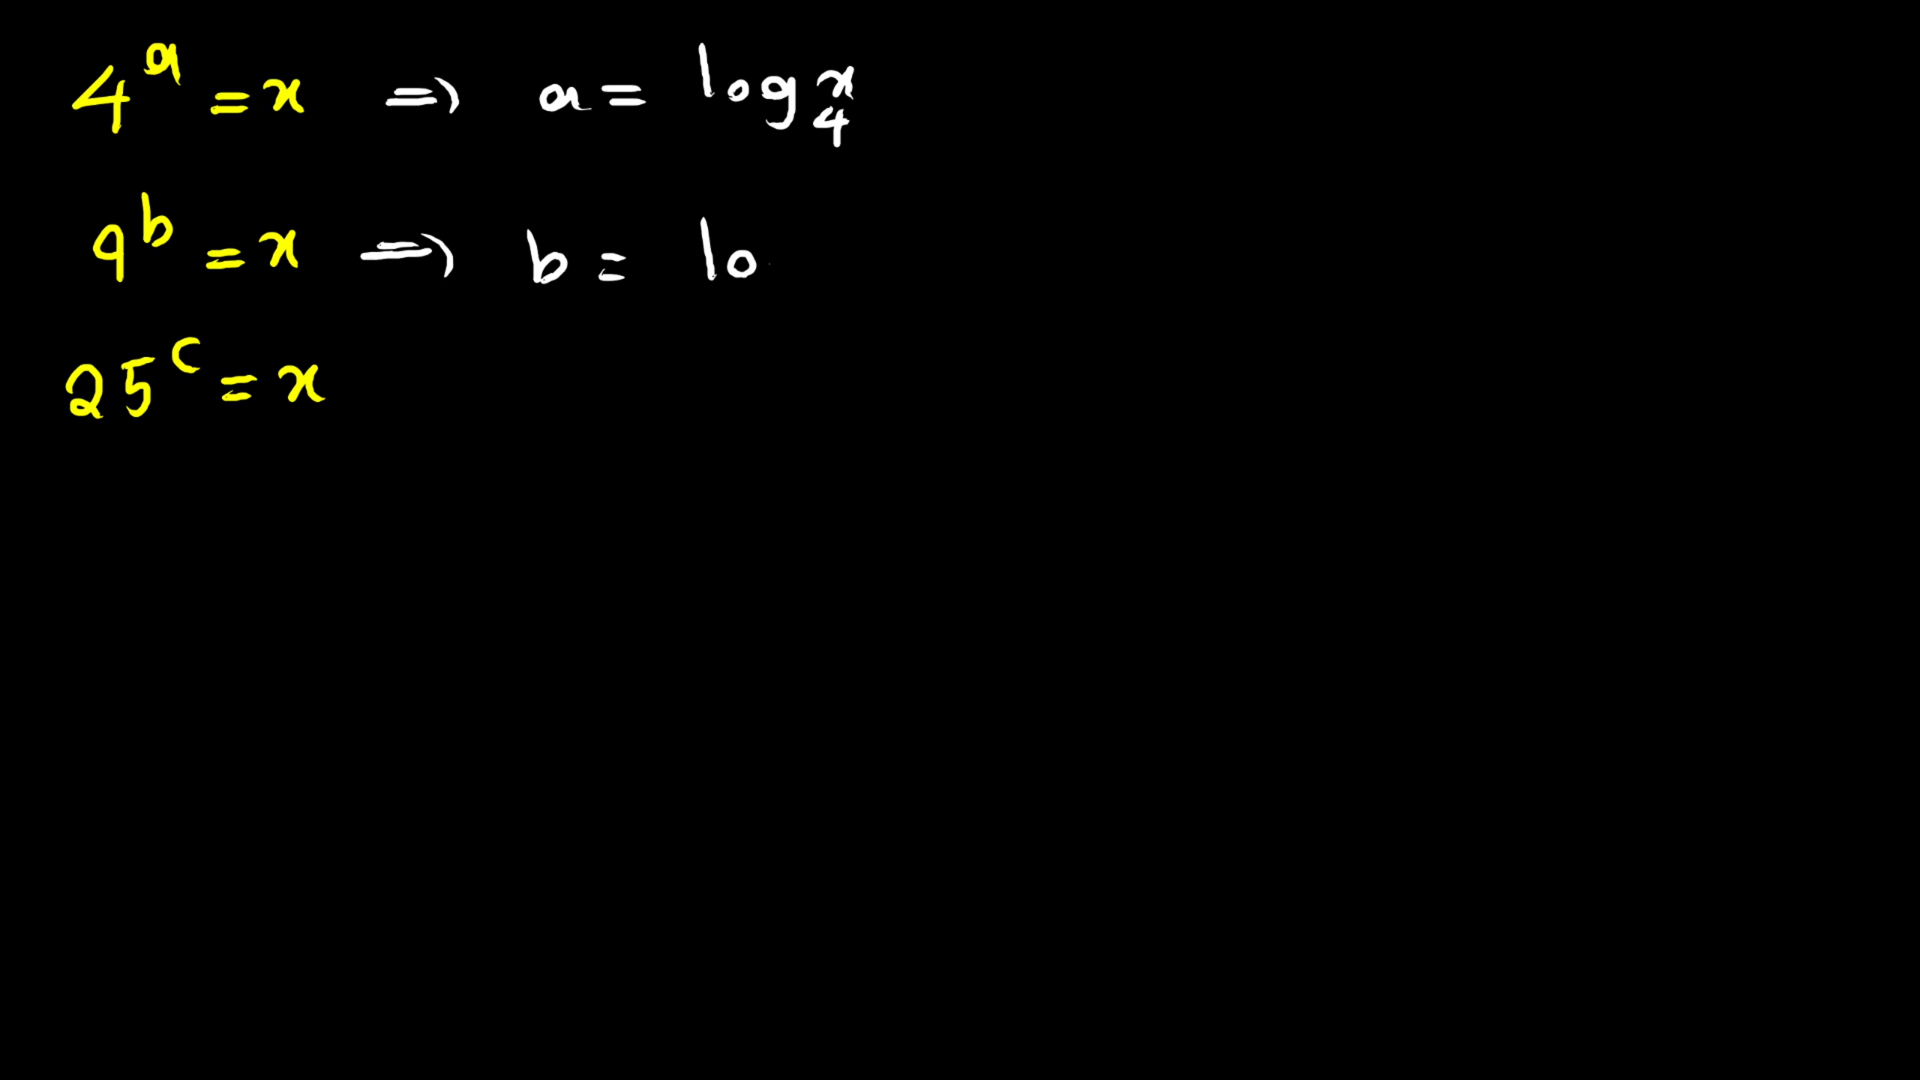 4^a = x ⇒ a = log_4 x
9^b = x ⇒ b = lo
25^c = x